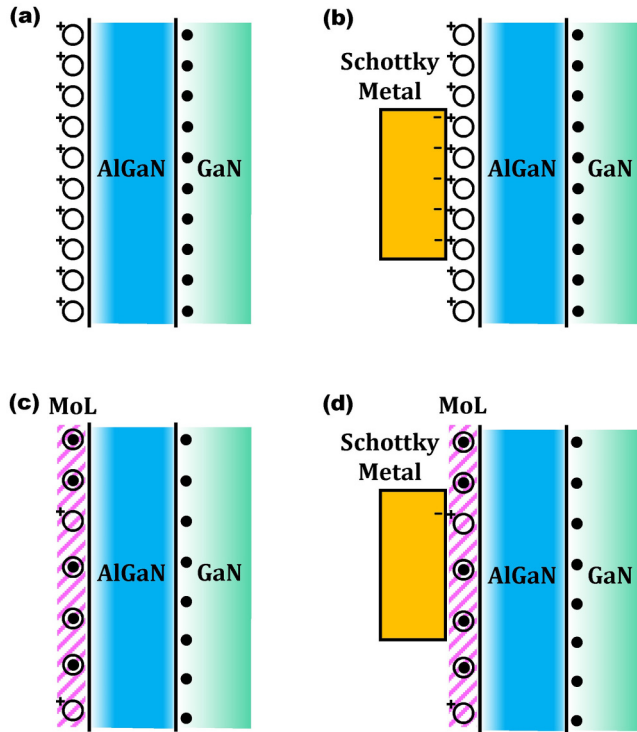 (a)
AlGaN
GaN
(b)
Schottky
Metal
AlGaN
GaN
(c)
MoL
AlGaN
GaN
(d)
MoL
Schottky
Metal
AlGaN
GaN